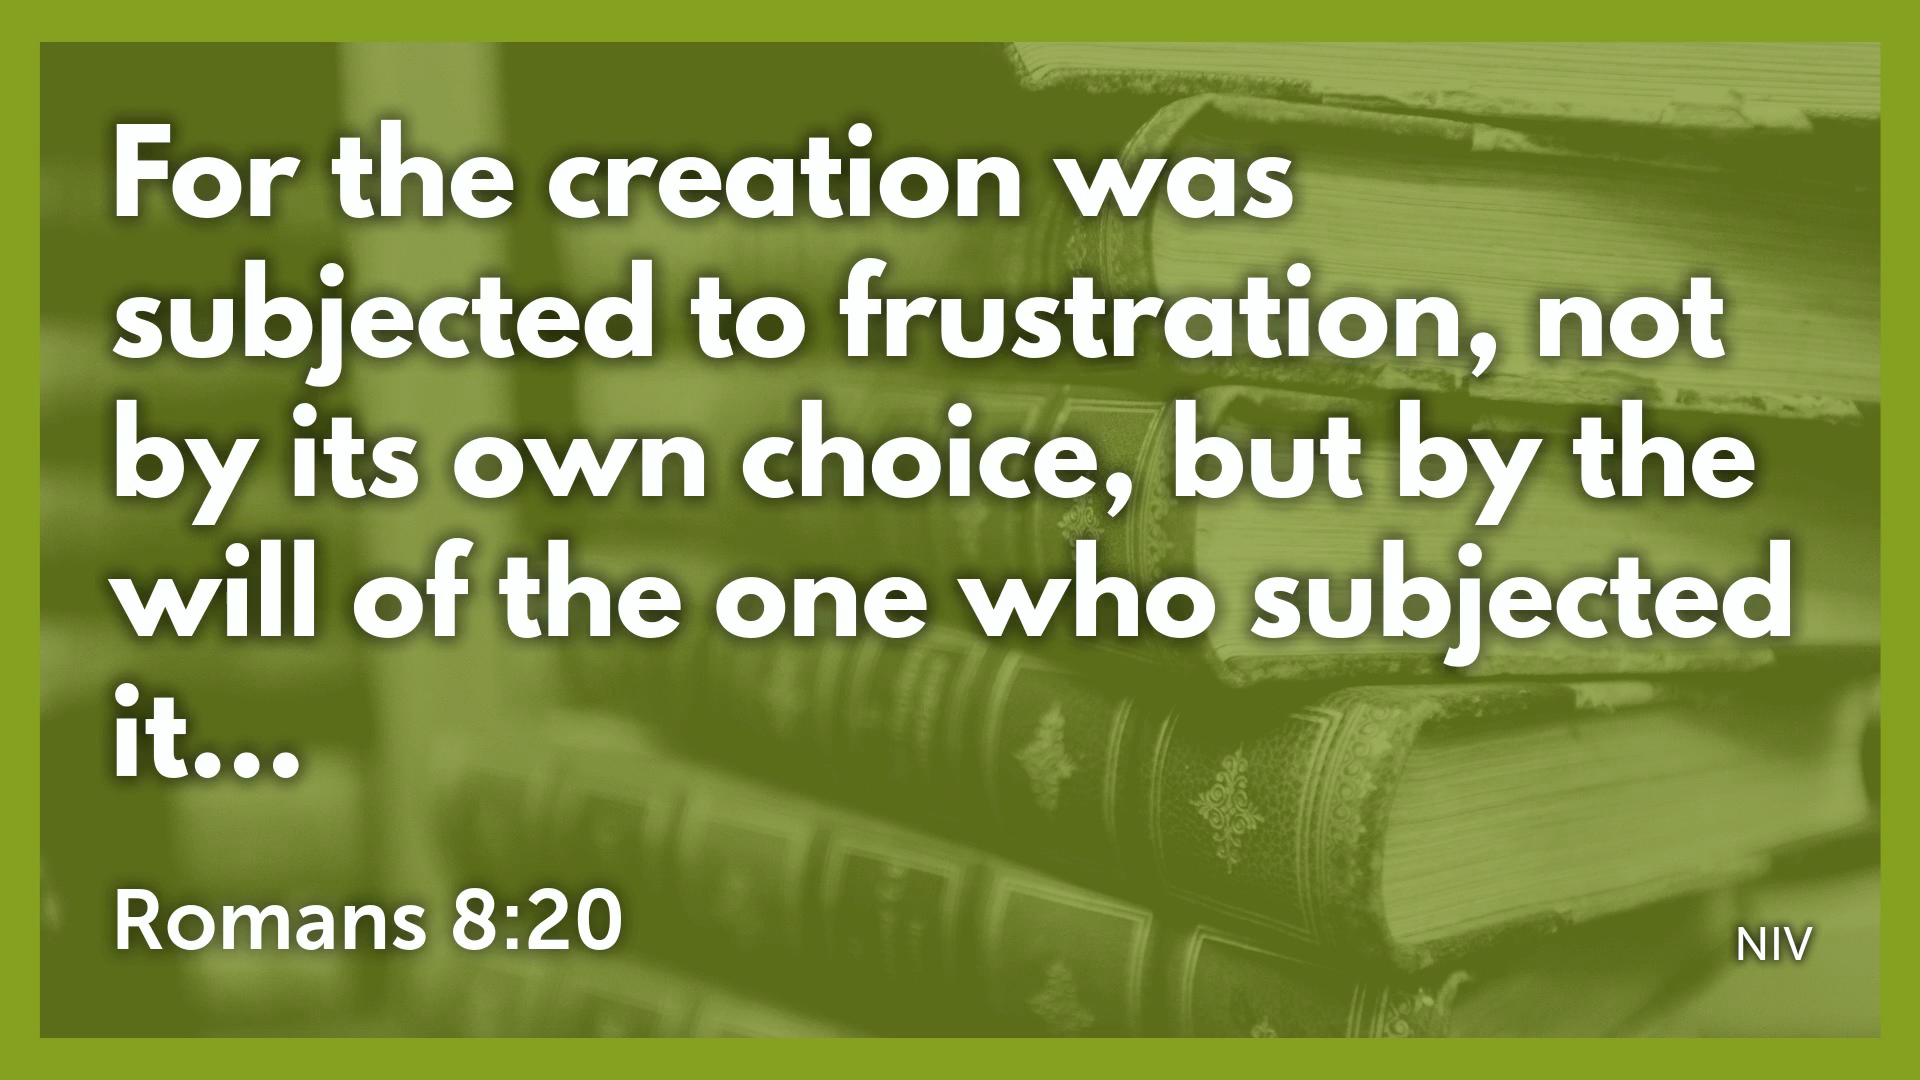 For the creation was
subjected to frustration, not
by its own choice, but by the
will of the one who subjected
it...
Romans 8:20
NIV